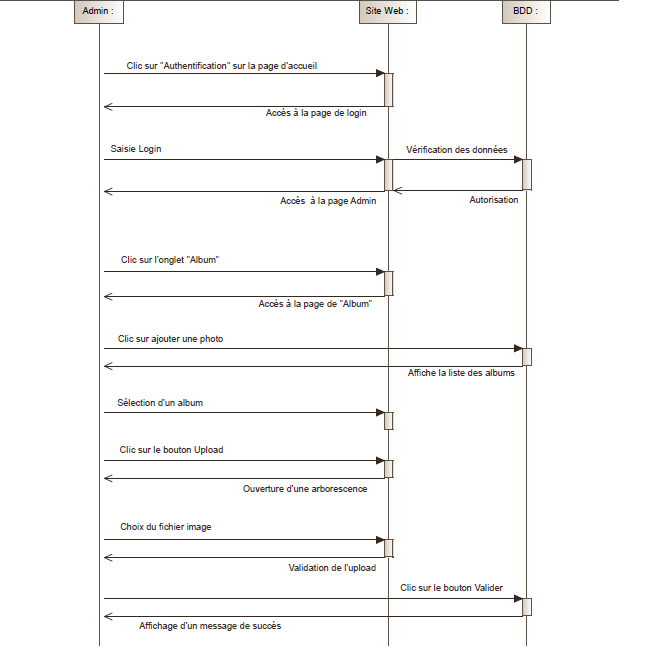 Admin :
Site Web :
BDD :
Clic sur "Authentification" sur la page d'accueil
Accès à la page de login
Saisie Login
Vérification des données
Accès à la page Admin
Autorisation
Clic sur l'onglet "Album"
Accès à la page de "Album"
Clic sur ajouter une photo
Affiche la liste des albums
Sélection d'un album
Clic sur le bouton Upload
Ouverture d'une arborescence
Choix du fichier image
Validation de l'upload
Clic sur le bouton Valider
Affichage d'un message de succès